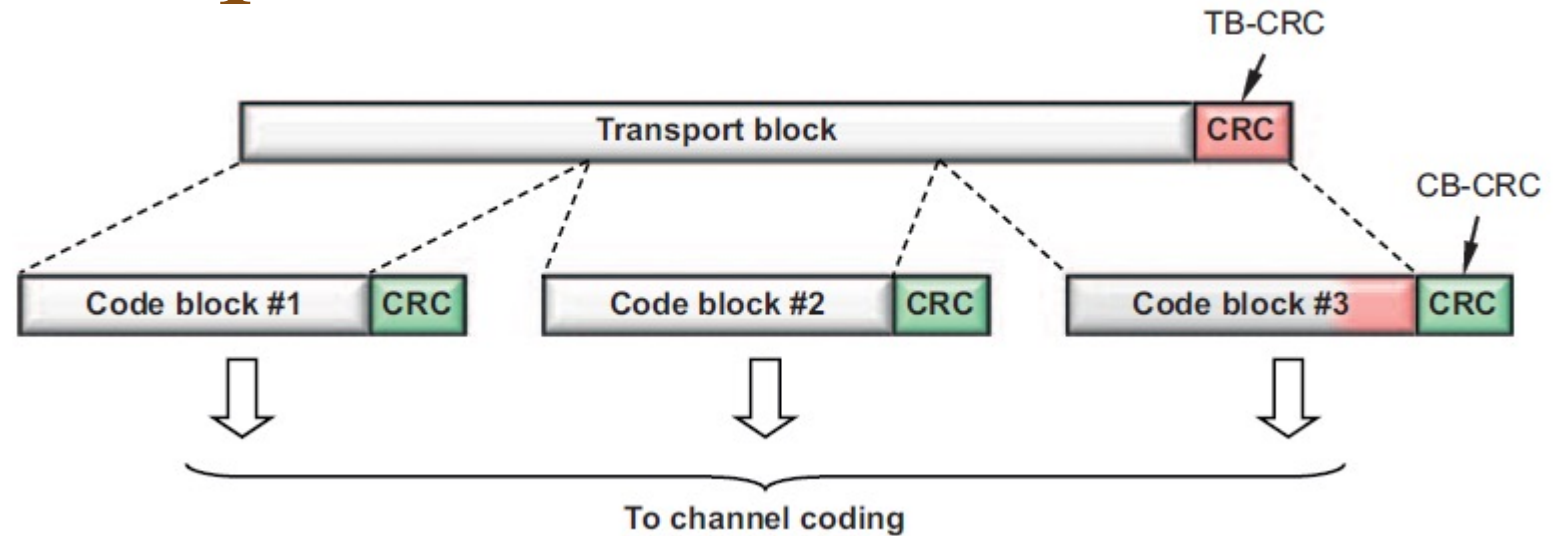 TB-CRC
Transport block CRC
CB-CRC
Code block #1 CRC Code block #2 CRC Code block #3 CRC
To channel coding